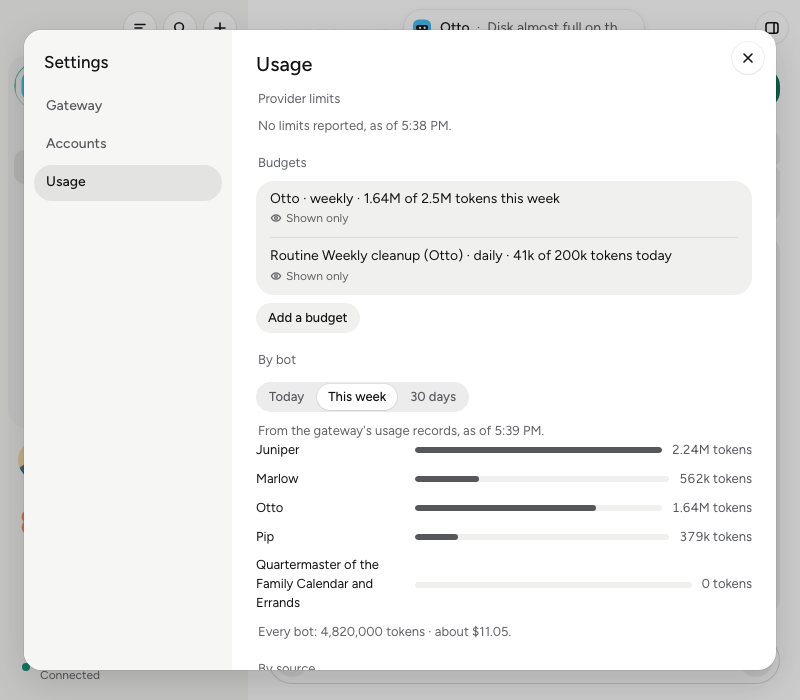 Otto · Disk almost full on th
Settings
Gateway
Accounts
Usage
Connected
Usage
Provider limits
No limits reported, as of 5:38 PM.
Budgets
Otto · weekly · 1.64M of 2.5M tokens this week
Shown only
Routine Weekly cleanup (Otto) · daily · 41k of 200k tokens today
Shown only
Add a budget
By bot
Today This week 30 days
From the gateway's usage records, as of 5:39 PM.
Juniper 2.24M tokens
Marlow 562k tokens
Otto 1.64M tokens
Pip 379k tokens
Quartermaster of the
Family Calendar and
Errands
0 tokens
Every bot: 4,820,000 tokens · about $11.05.
By source